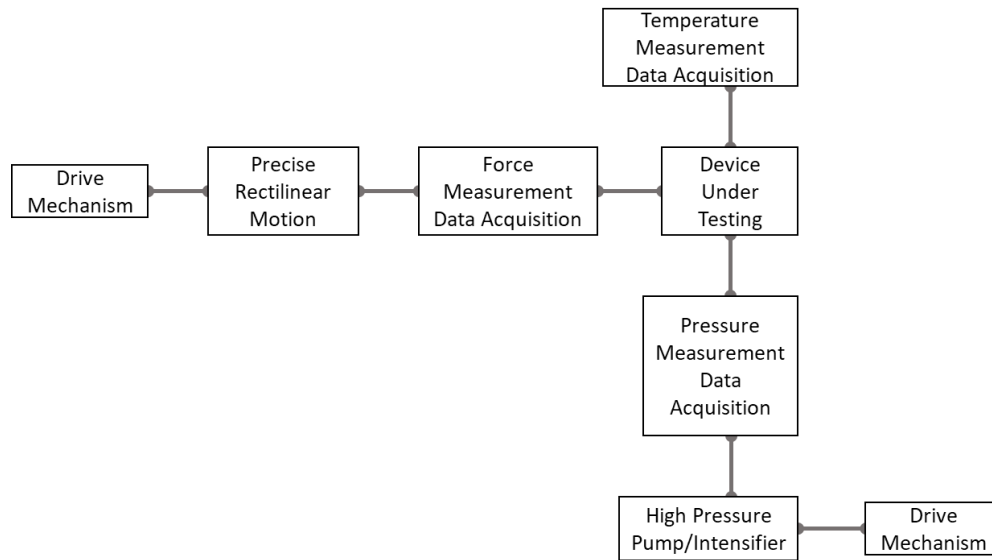 Temperature
Measurement
Data Acquisition
Drive
Mechanism
Precise
Rectilinear
Motion
Force
Measurement
Data Acquisition
Device
Under
Testing
Pressure
Measurement
Data
Acquisition
High Pressure
Pump/Intensifier
Drive
Mechanism